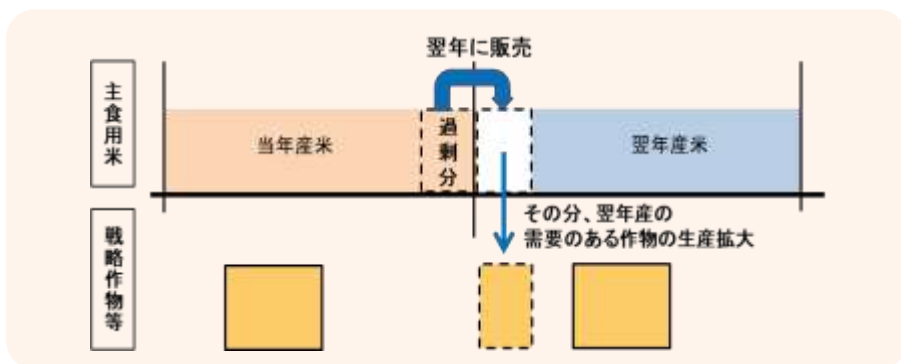 翌年に販売
主食用米
当年産米
過剰分
翌年産米
その分、翌年産の
需要のある作物の生産拡大
戦略作物等